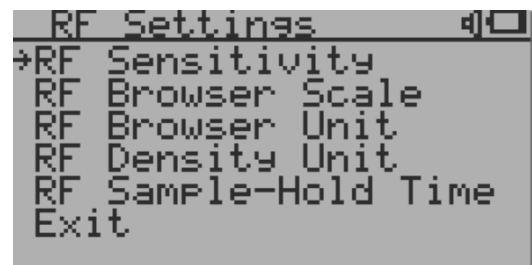 RF Settings
→RF Sensitivity
RF Browser Scale
RF Browser Unit
RF Density Unit
RF Sample-Hold Time
Exit